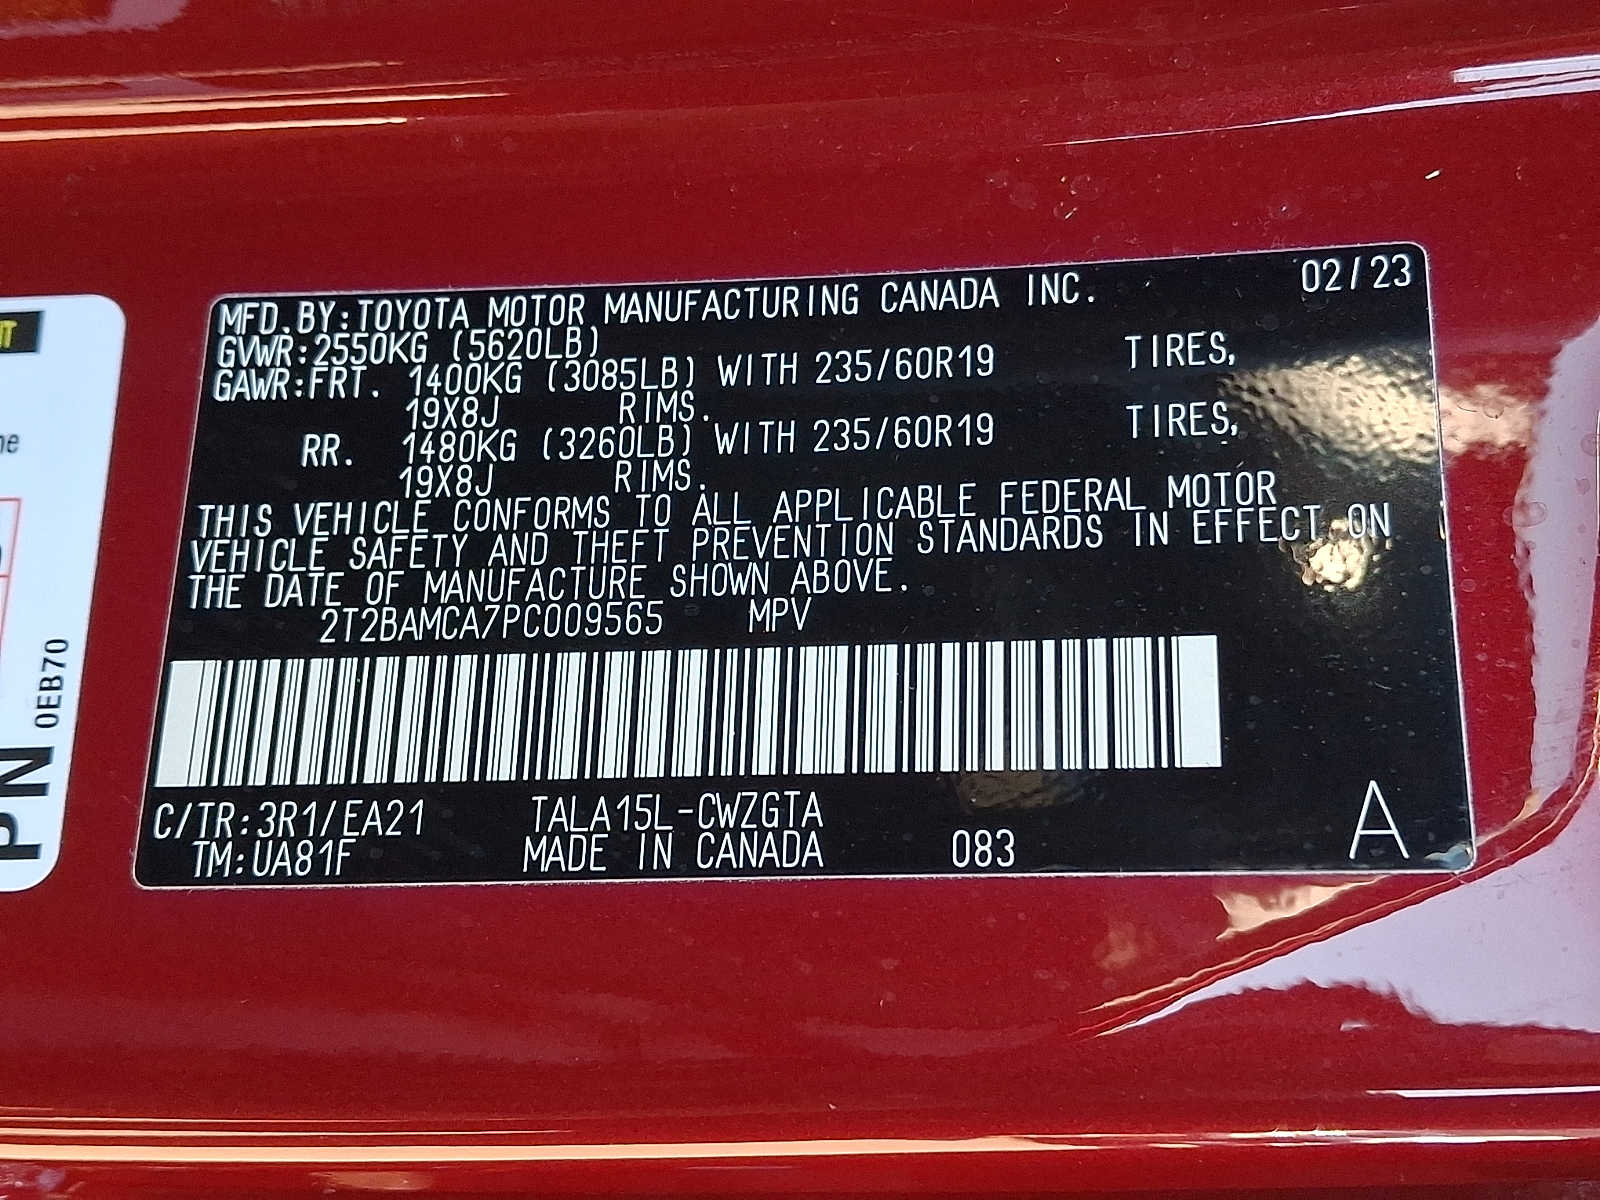 MFD.BY:TOYOTA MOTOR MANUFACTURING CANADA INC. 02/23
GVWR:2550KG (5620LB)
GAWR:FRT. 1400KG (3085LB) WITH 235/60R19 TIRES,
19X8J RIMS.
RR. 1480KG (3260LB) WITH 235/60R19 TIRES,
19X8J RIMS.
THIS VEHICLE CONFORMS TO ALL APPLICABLE FEDERAL MOTOR
VEHICLE SAFETY AND THEFT PREVENTION STANDARDS IN EFFECT ON
THE DATE OF MANUFACTURE SHOWN ABOVE.
2T2BAMCA7PC009565 MPV
C/TR:3R1/EA21 TALA15L-CWZGTA
TM:UA81F MADE IN CANADA 083 A
PN 0EB70